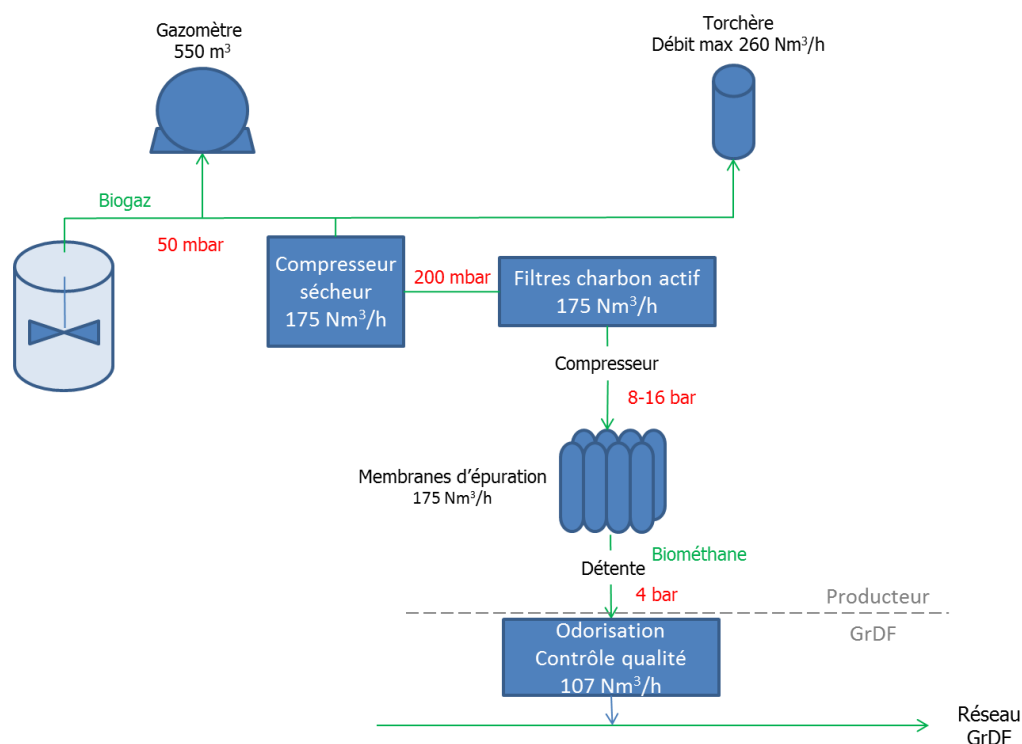 Gazomètre
550 m³
Torchère
Débit max 260 Nm³/h
Biogaz
50 mbar
Compresseur
sécheur
175 Nm³/h
200 mbar
Filtres charbon actif
175 Nm³/h
Compresseur
8-16 bar
Membranes d’épuration
175 Nm³/h
Biométhane
Détente
4 bar
Producteur
GrDF
Odorisation
Contrôle qualité
107 Nm³/h
Réseau
GrDF